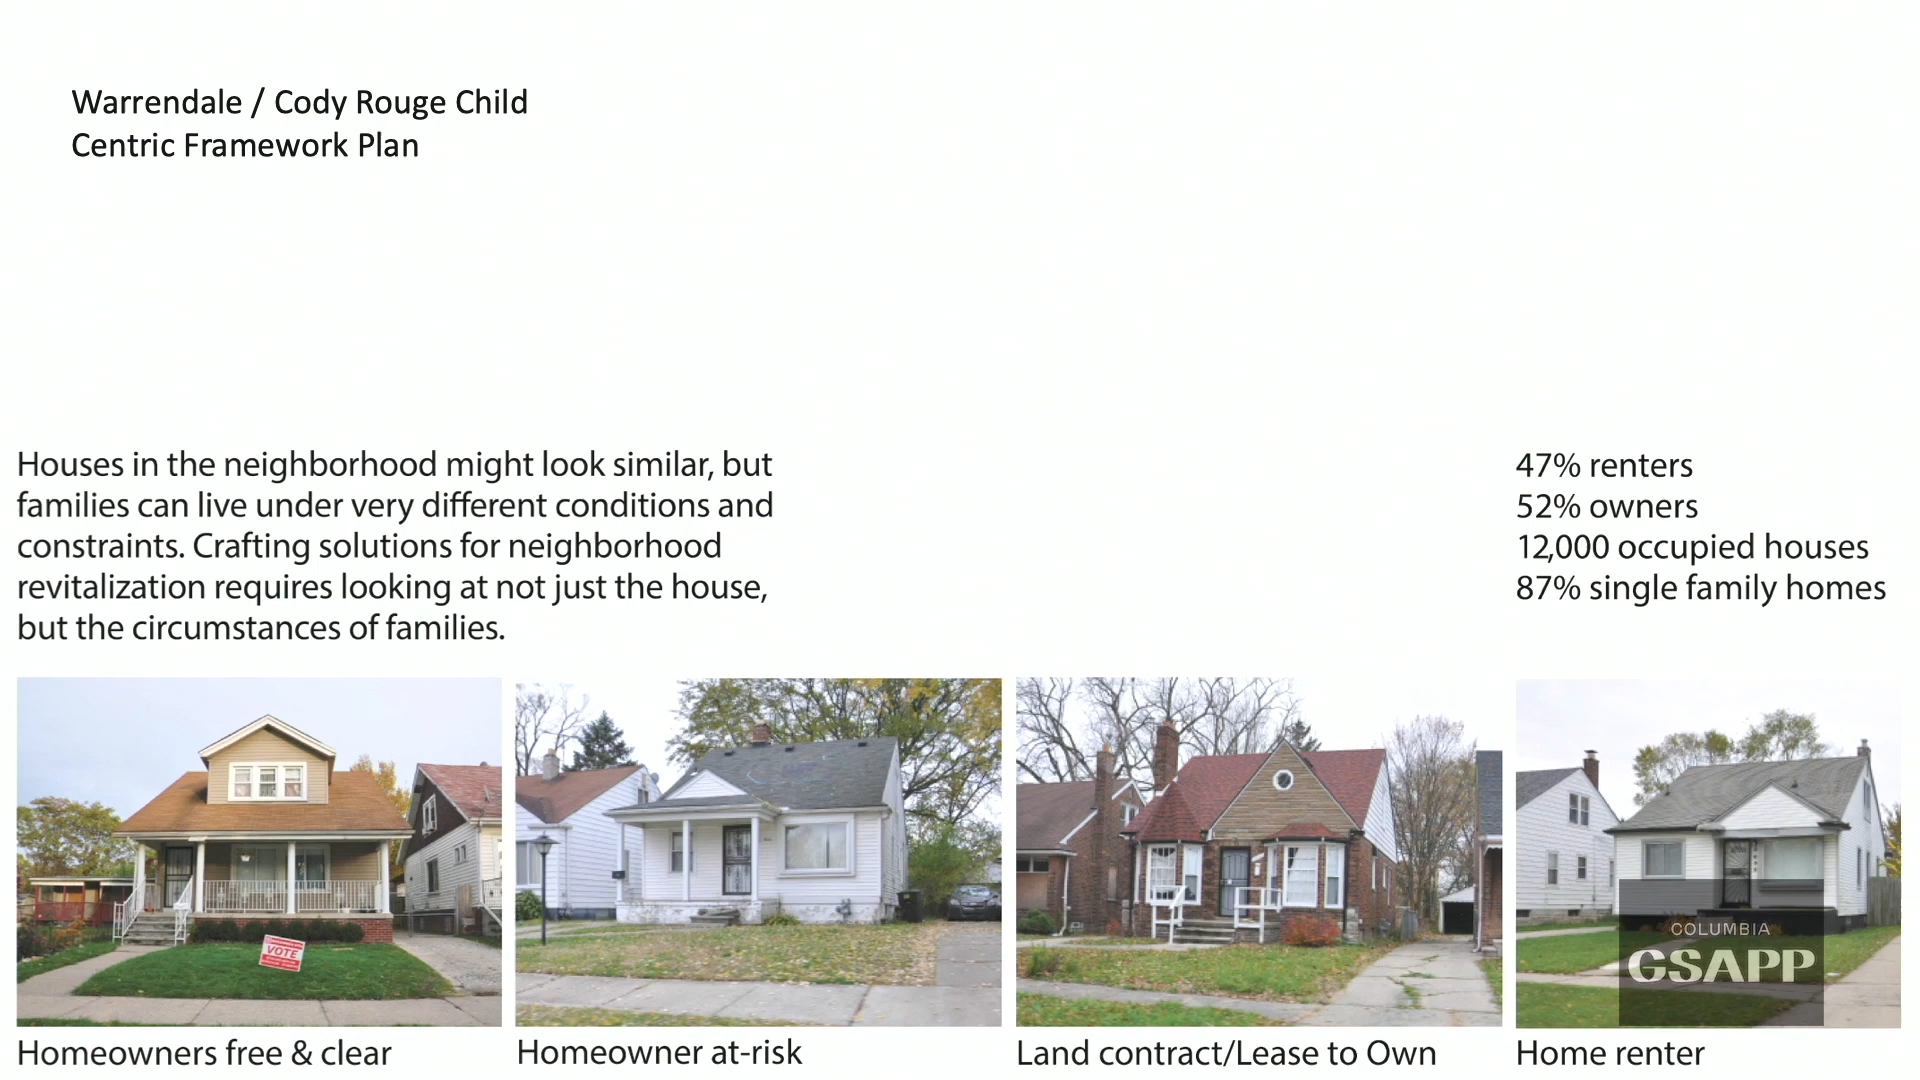 Warrendale / Cody Rouge Child
Centric Framework Plan
Houses in the neighborhood might look similar, but
families can live under very different conditions and
constraints. Crafting solutions for neighborhood
revitalization requires looking at not just the house,
but the circumstances of families.
47% renters
52% owners
12,000 occupied houses
87% single family homes
VOTE
COLUMBIA
GSAPP
Homeowners free & clear
Homeowner at-risk
Land contract/Lease to Own
Home renter